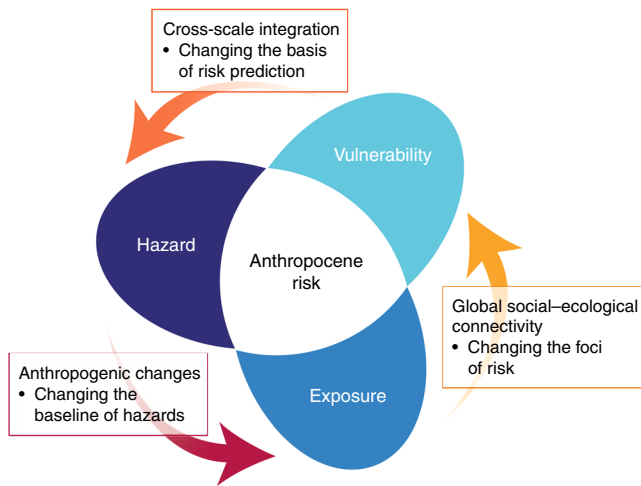 Cross-scale integration
• Changing the basis
of risk prediction
Vulnerability
Hazard
Anthropocene
risk
Global social–ecological
connectivity
• Changing the foci
of risk
Anthropogenic changes
• Changing the
baseline of hazards
Exposure